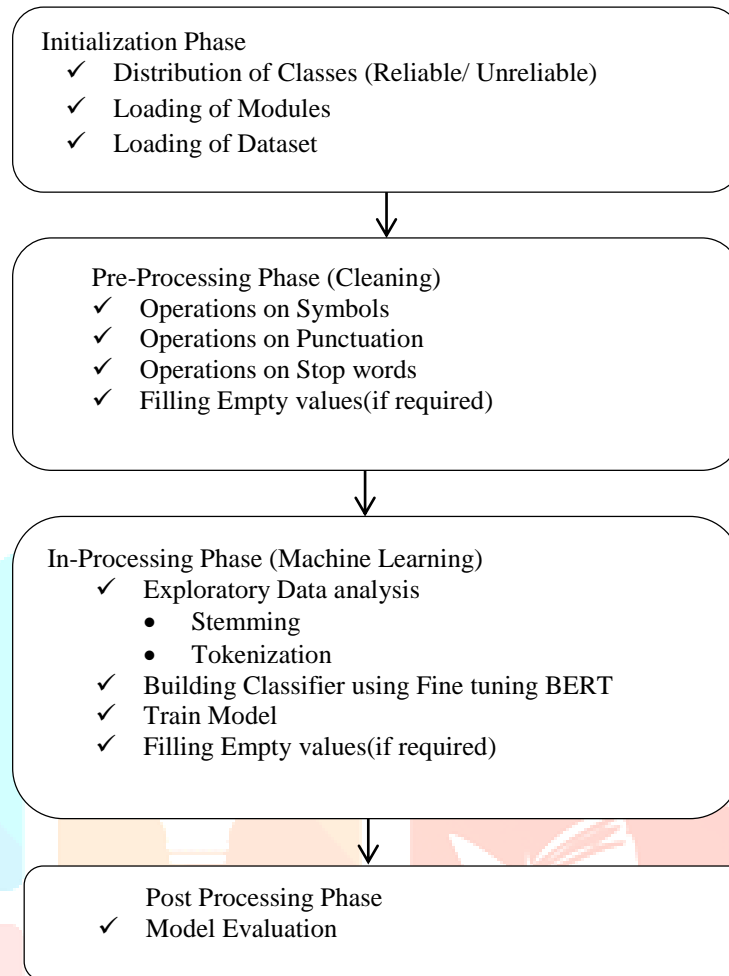 Initialization Phase
✓ Distribution of Classes (Reliable/ Unreliable)
✓ Loading of Modules
✓ Loading of Dataset
Pre-Processing Phase (Cleaning)
✓ Operations on Symbols
✓ Operations on Punctuation
✓ Operations on Stop words
✓ Filling Empty values(if required)
In-Processing Phase (Machine Learning)
✓ Exploratory Data analysis
• Stemming
• Tokenization
✓ Building Classifier using Fine tuning BERT
✓ Train Model
✓ Filling Empty values(if required)
Post Processing Phase
✓ Model Evaluation